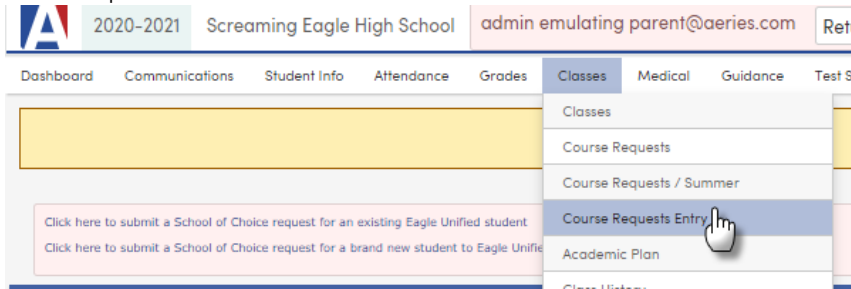 2020-2021 Screaming Eagle High School admin emulating parent@aeries.com
Dashboard Communications Student Info Attendance Grades Classes Medical Guidance Test
Classes
Course Requests
Course Requests / Summer
Click here to submit a School of Choice request for an existing Eagle Unified student
Course Requests Entry
Click here to submit a School of Choice request for a brand new student to Eagle
Academic Plan
Class